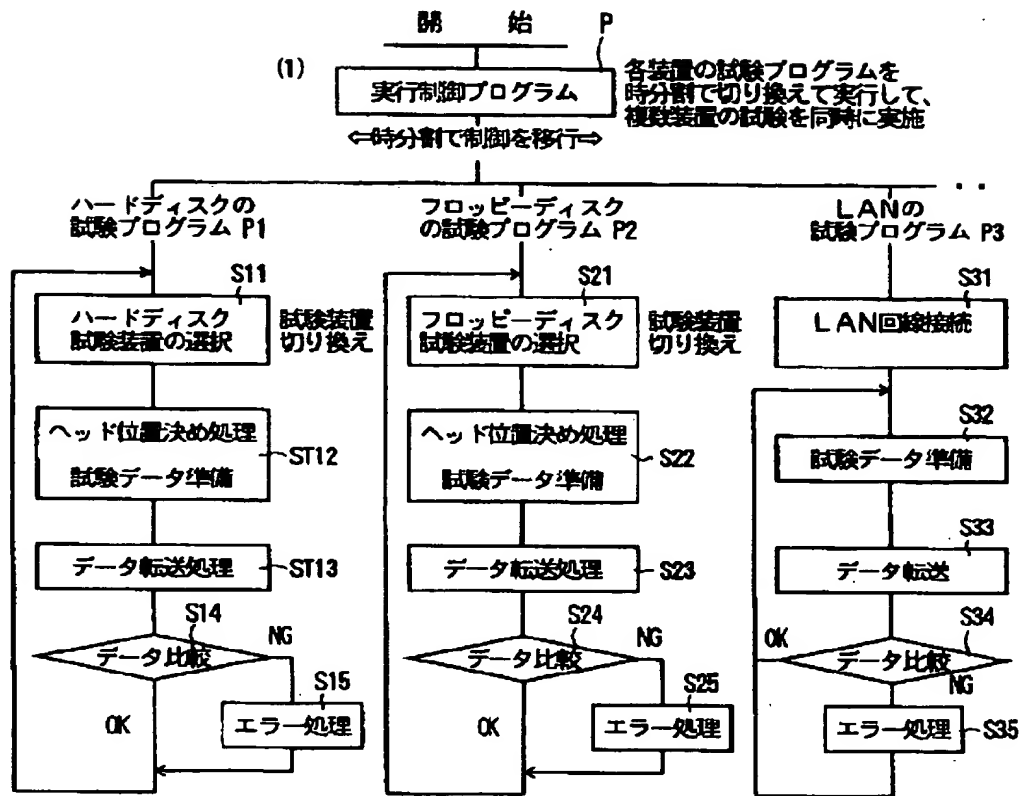 開 始
P
(1)
実行制御プログラム
各装置の試験プログラムを
時分割で切り換えて実行して、
複数装置の試験を同時に実施
⇐時分割で制御を移行⇒
ハードディスクの
試験プログラム P1
S11
ハードディスク
試験装置の選択
試験装置
切り換え
ヘッド位置決め処理
試験データ準備
ST12
データ転送処理
ST13
S14
データ比較
NG
S15
エラー処理
OK
フロッピーディスク
の試験プログラム P2
S21
フロッピーディスク
試験装置の選択
試験装置
切り換え
ヘッド位置決め処理
試験データ準備
S22
データ転送処理
S23
S24
データ比較
NG
S25
エラー処理
OK
・・
LANの
試験プログラム P3
S31
LAN回線接続
S32
試験データ準備
S33
データ転送
S34
OK
データ比較
NG
エラー処理
S35